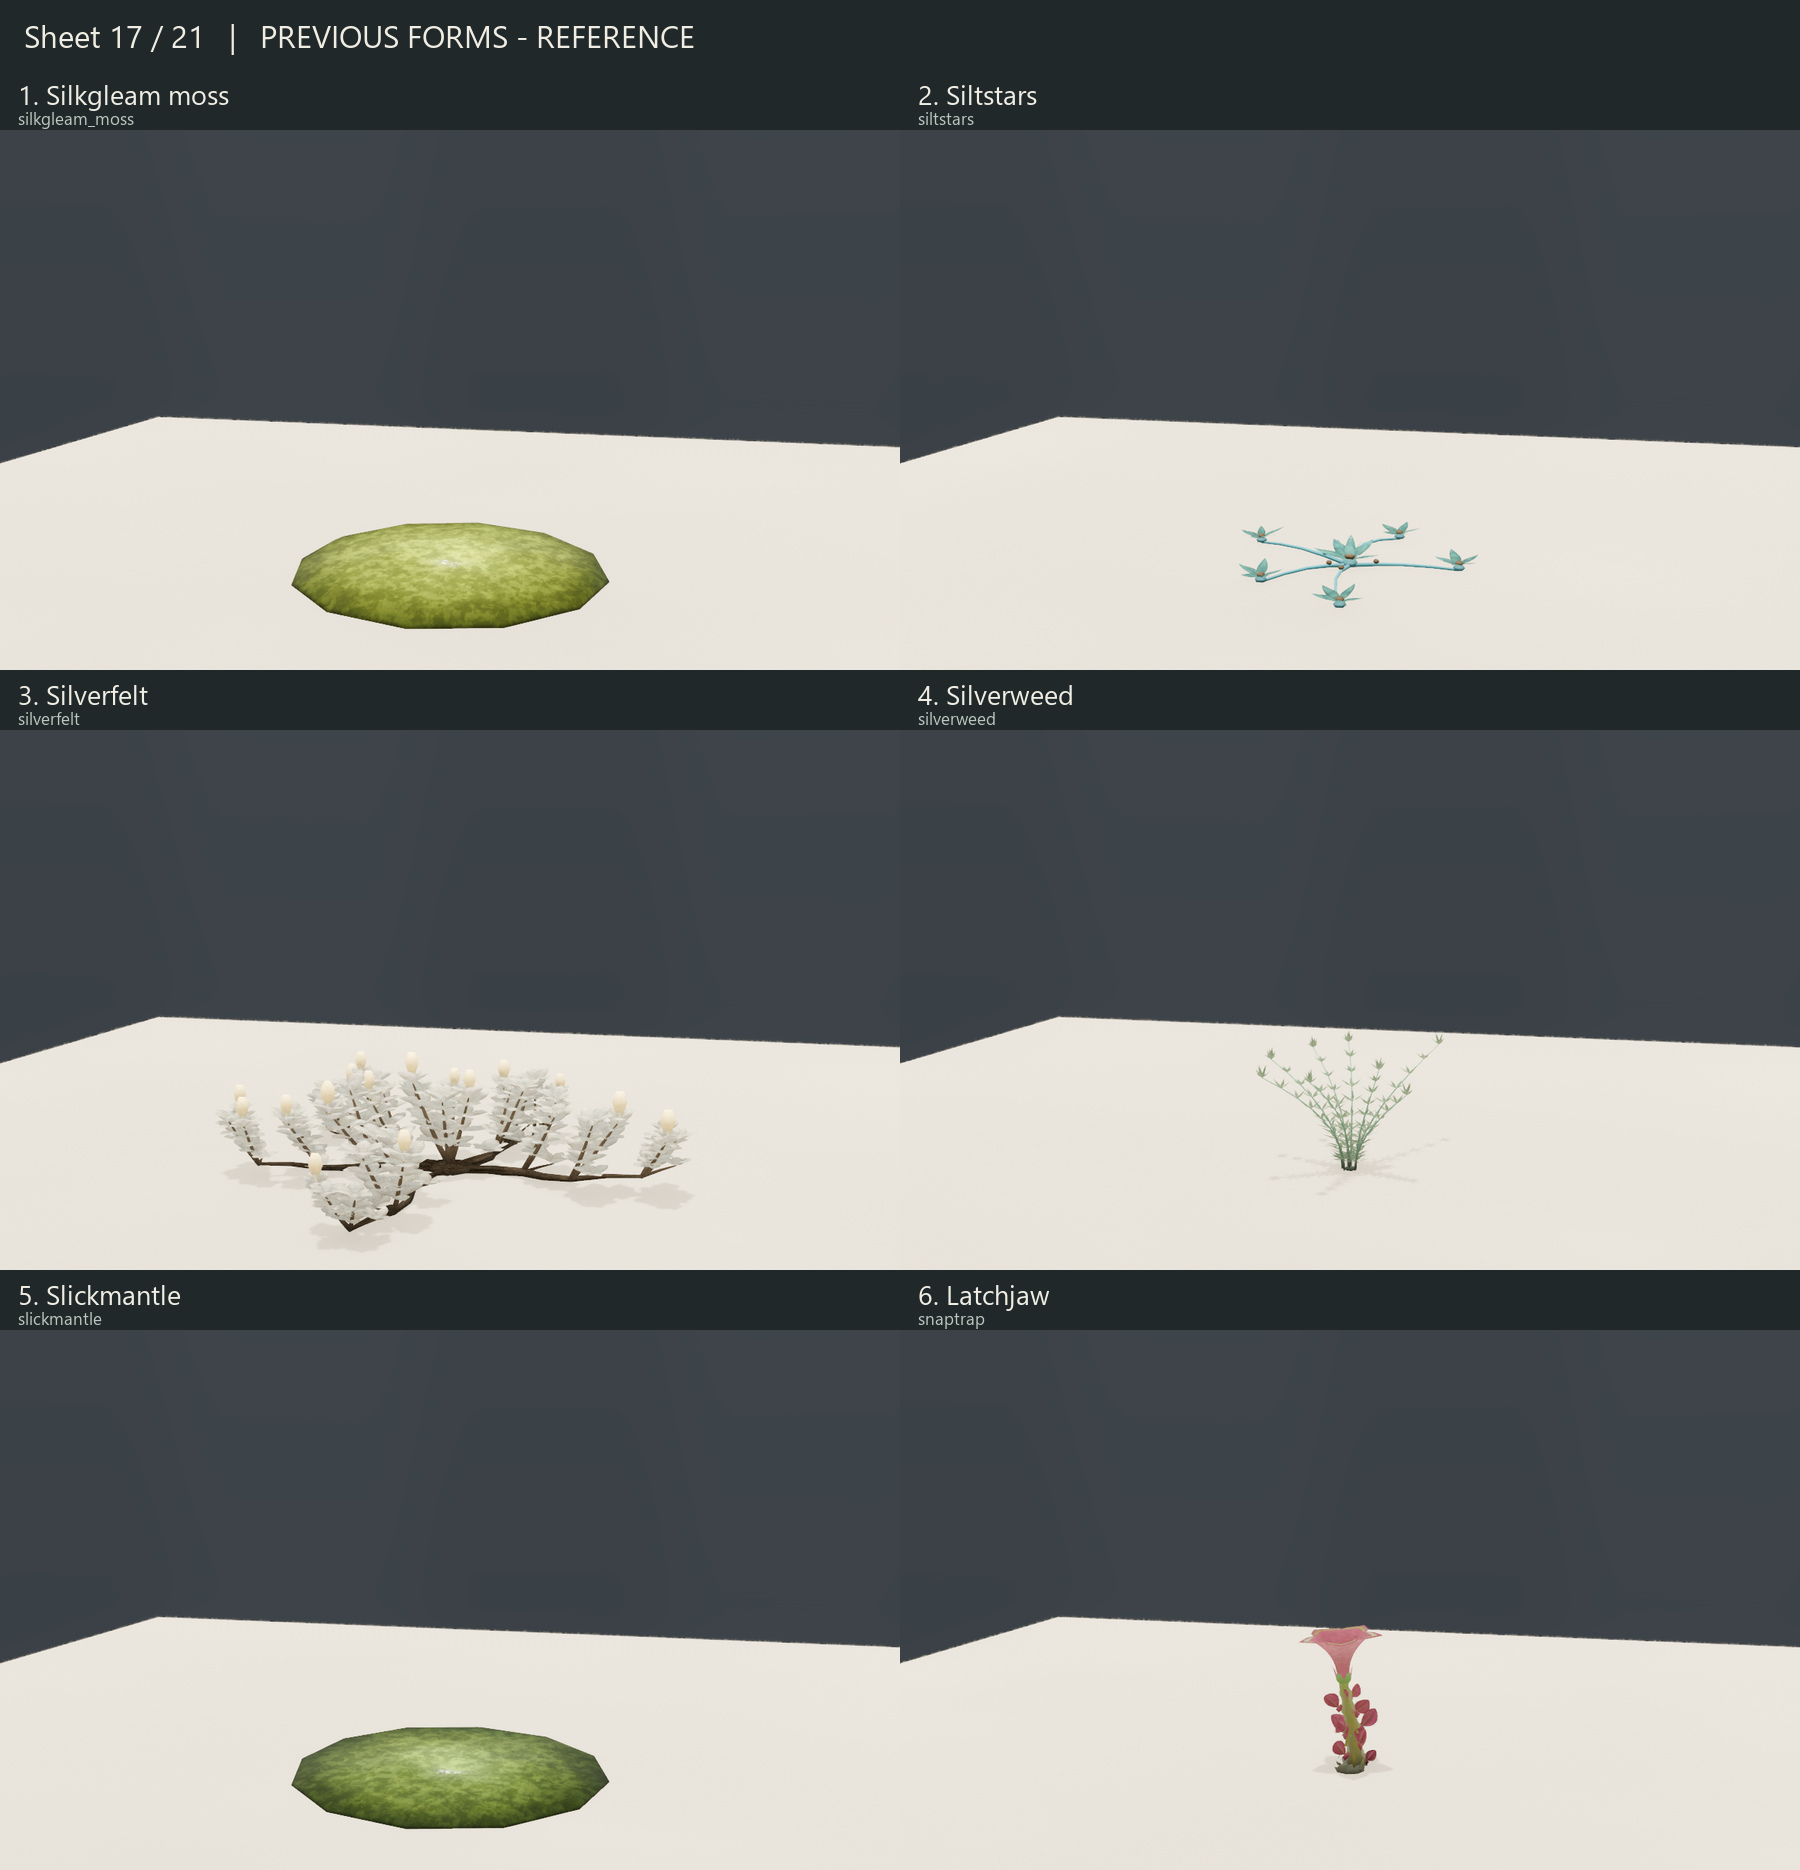 Sheet 17 / 21 | PREVIOUS FORMS - REFERENCE
1. Silkgleam moss
silkgleam_moss
2. Siltstars
siltstars
3. Silverfelt
silverfelt
4. Silverweed
silverweed
5. Slickmantle
slickmantle
6. Latchjaw
snaptrap